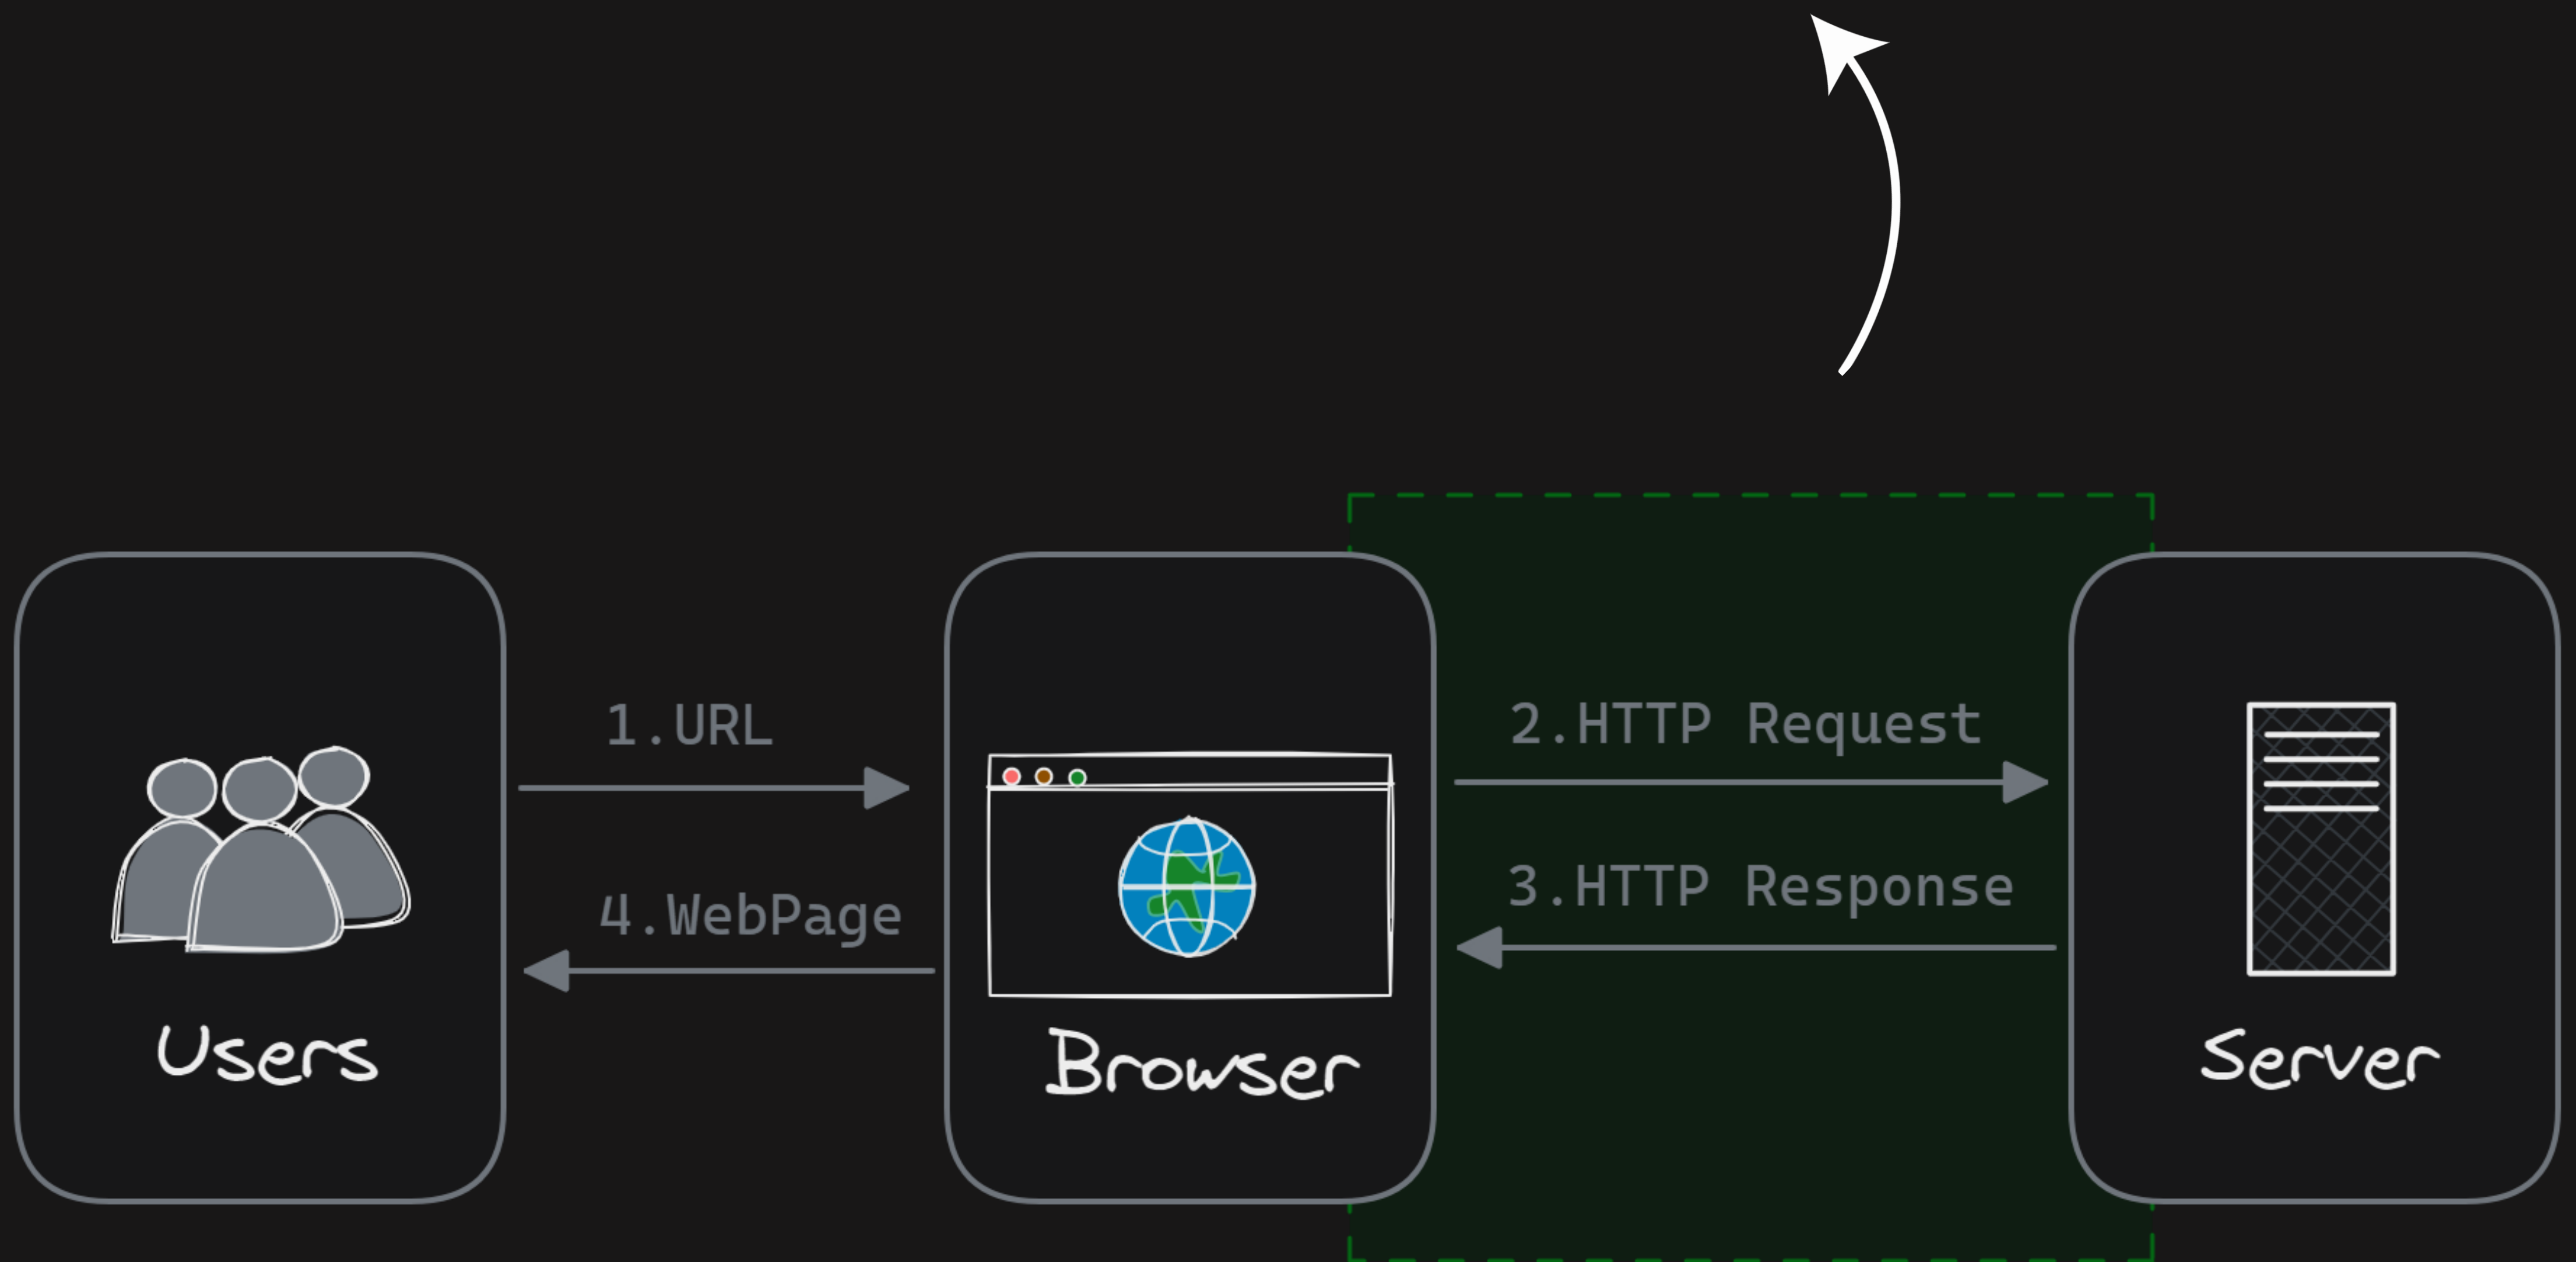 1.URL
2.HTTP Request
3.HTTP Response
4.WebPage
Users
Browser
Server